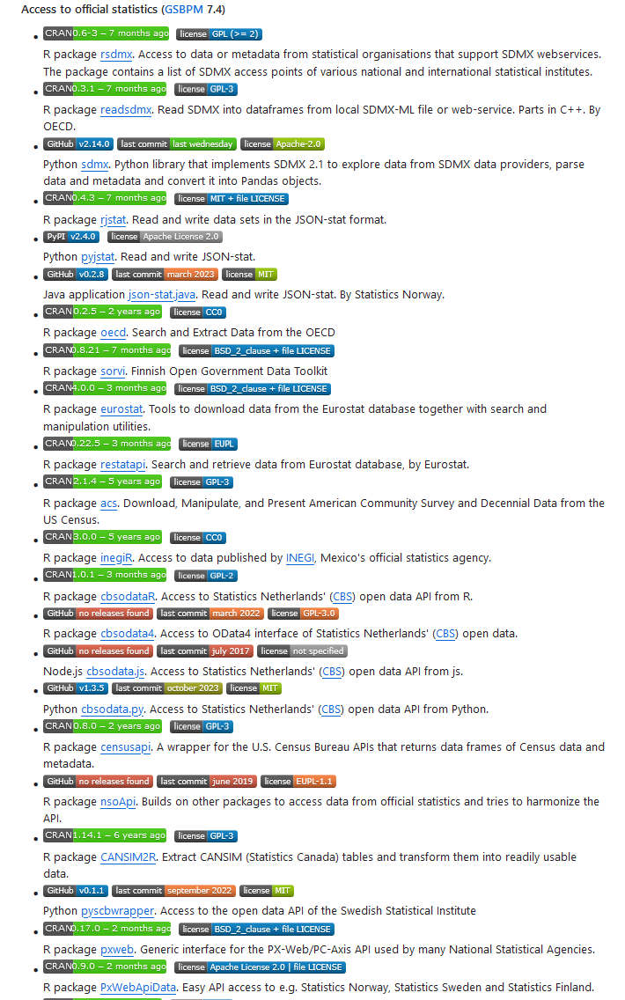 Access to official statistics (GSBPM 7.4)
CRAN 0.6-3 – 7 months ago license GPL (>= 2)
R package rsdmx. Access to data or metadata from statistical organisations that support SDMX webservices.
The package contains a list of SDMX access points of various national and international statistical institutes.
CRAN 0.3.1 – 7 months ago license GPL-3
R package readsdmx. Read SDMX into dataframes from local SDMX-ML file or web-service. Parts in C++. By
OECD.
GitHub v2.14.0 last commit last wednesday license Apache-2.0
Python sdmx. Python library that implements SDMX 2.1 to explore data from SDMX data providers, parse
data and metadata and convert it into Pandas objects.
CRAN 0.4.3 – 7 months ago license MIT + file LICENSE
R package rjstat. Read and write data sets in the JSON-stat format.
PyPI v2.4.0 license Apache License 2.0
Python pyjstat. Read and write JSON-stat.
GitHub v0.2.8 last commit march 2023 license MIT
Java application json-stat.java. Read and write JSON-stat. By Statistics Norway.
CRAN 0.2.5 – 2 years ago license CC0
R package oecd. Search and Extract Data from the OECD
CRAN 0.8.21 – 7 months ago license BSD_2_clause + file LICENSE
R package sorvi. Finnish Open Government Data Toolkit
CRAN 4.0.0 – 3 months ago license BSD_2_clause + file LICENSE
R package eurostat. Tools to download data from the Eurostat database together with search and
manipulation utilities.
CRAN 0.22.5 – 3 months ago license EUPL
R package restatapi. Search and retrieve data from Eurostat database, by Eurostat.
CRAN 2.1.4 – 5 years ago license GPL-3
R package acs. Download, Manipulate, and Present American Community Survey and Decennial Data from the
US Census.
CRAN 3.0.0 – 5 years ago license CC0
R package inegiR. Access to data published by INEGI, Mexico's official statistics agency.
CRAN 1.0.1 – 3 months ago license GPL-2
R package cbsodataR. Access to Statistics Netherlands' (CBS) open data API from R.
GitHub no releases found last commit march 2022 license GPL-3.0
R package cbsodata4. Access to OData4 interface of Statistics Netherlands' (CBS) open data.
GitHub no releases found last commit july 2017 license not specified
Node.js cbsodata.js. Access to Statistics Netherlands' (CBS) open data API from js.
GitHub v1.3.5 last commit october 2023 license MIT
Python cbsodata.py. Access to Statistics Netherlands' (CBS) open data API from Python.
CRAN 0.8.0 – 2 years ago license GPL-3
R package censusapi. A wrapper for the U.S. Census Bureau APIs that returns data frames of Census data and
metadata.
GitHub no releases found last commit june 2019 license EUPL-1.1
R package nsoApi. Builds on other packages to access data from official statistics and tries to harmonize the
API.
CRAN 1.14.1 – 6 years ago license GPL-3
R package CANSIM2R. Extract CANSIM (Statistics Canada) tables and transform them into readily usable
data.
GitHub v0.1.1 last commit september 2022 license MIT
Python pyscbwrapper. Access to the open data API of the Swedish Statistical Institute
CRAN 0.17.0 – 2 months ago license BSD_2_clause + file LICENSE
R package pxweb. Generic interface for the PX-Web/PC-Axis API used by many National Statistical Agencies.
CRAN 0.9.0 – 2 months ago license Apache License 2.0 | file LICENSE
R package PxWebApiData. Easy API access to e.g. Statistics Norway, Statistics Sweden and Statistics Finland.